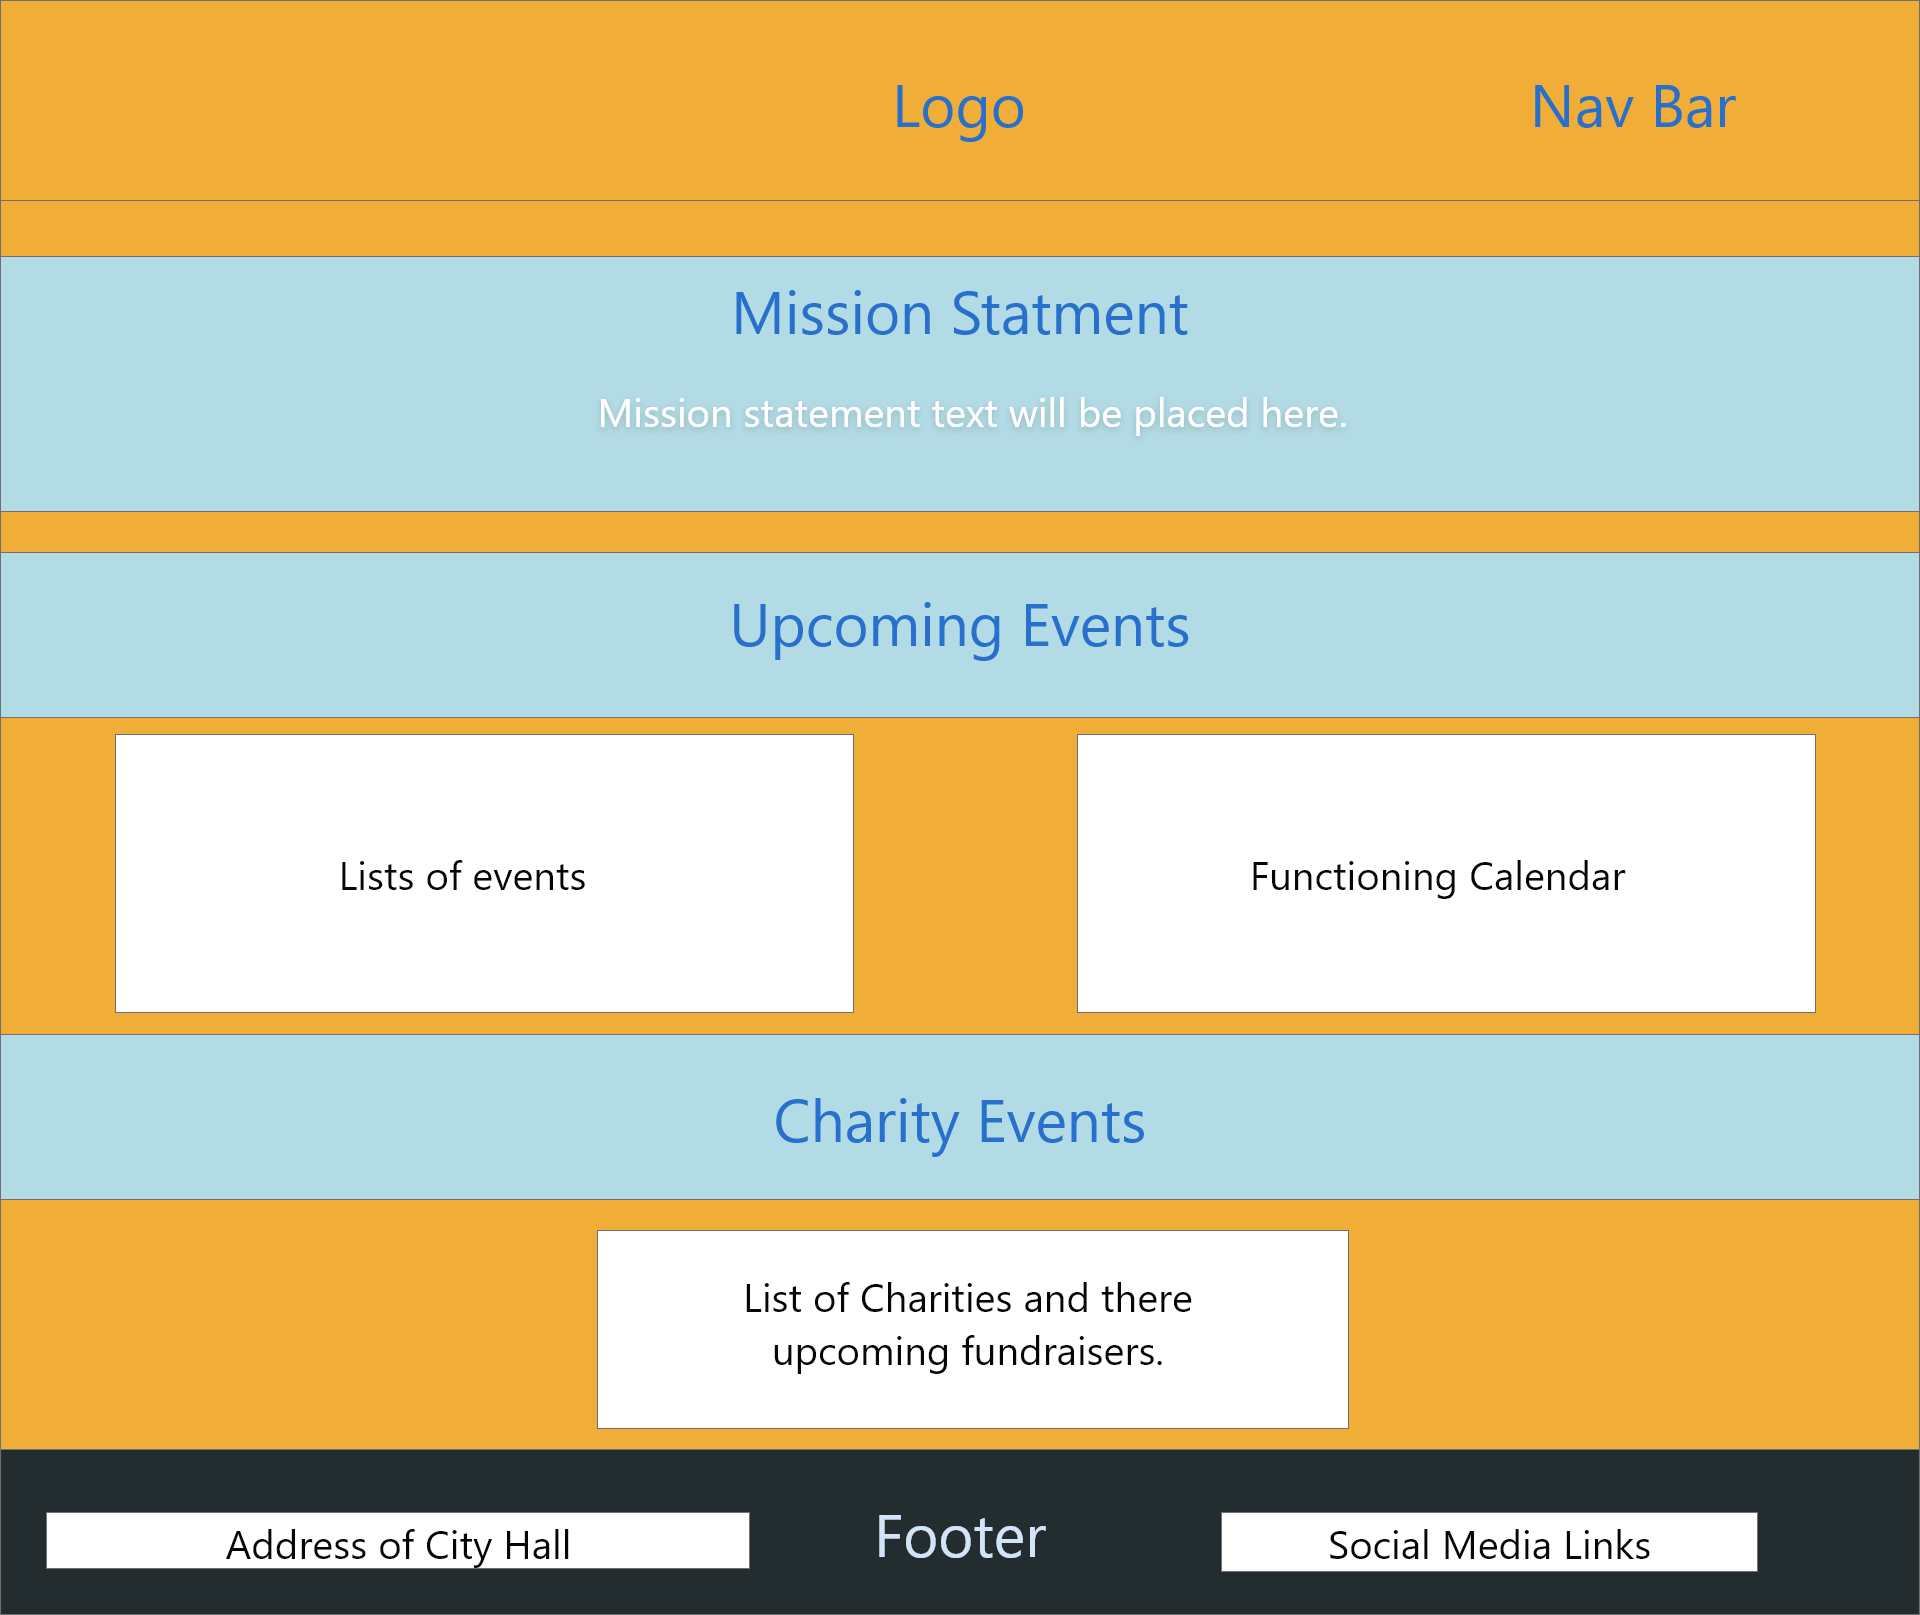 Logo
Nav Bar
Mission Statment
Mission statement text will be placed here.
Upcoming Events
Lists of events
Functioning Calendar
Charity Events
List of Charities and there
upcoming fundraisers.
Address of City Hall
Footer
Social Media Links